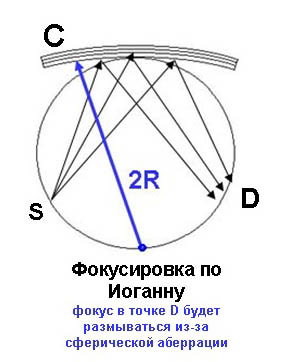 C
2R
S
D
Фокусировка по
Иоганну
фокус в точке D будет
размываться из-за
сферической аберрации